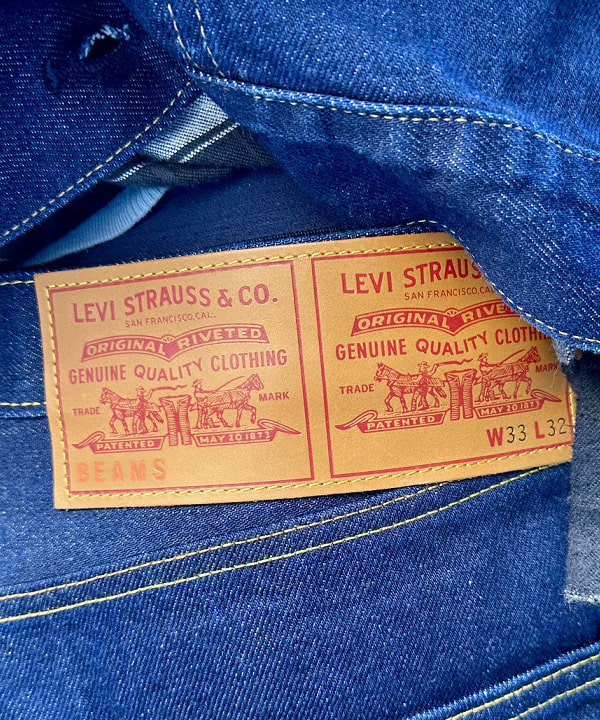 LEVI STRAUSS & CO.
SAN FRANCISCO, CAL.
ORIGINAL RIVETED
GENUINE QUALITY CLOTHING
TRADE MARK
PATENTED MAY 20 1873
BEAMS
LEVI STRAUSS
SAN FRANCISCO, CAL.
ORIGINAL RIVETED
GENUINE QUALITY CLOTHING
TRADE MARK
PATENTED MAY 20 1873
W33 L32